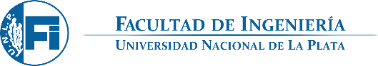 U.N.L.P.
Fi
FACULTAD DE INGENIERÍA
UNIVERSIDAD NACIONAL DE LA PLATA